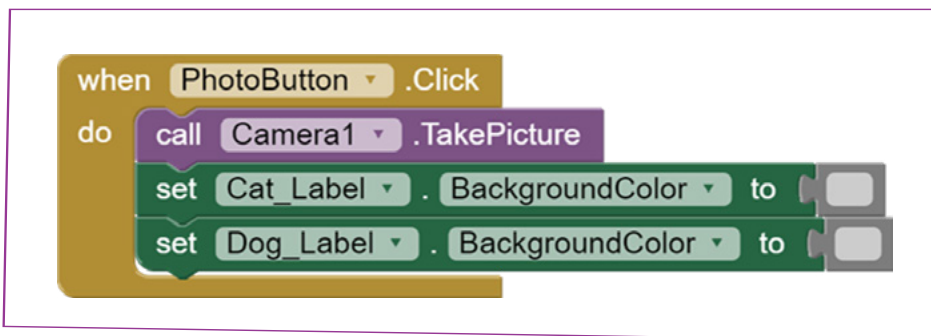 when PhotoButton .Click
do call Camera1 .TakePicture
set Cat_Label . BackgroundColor to
set Dog_Label . BackgroundColor to